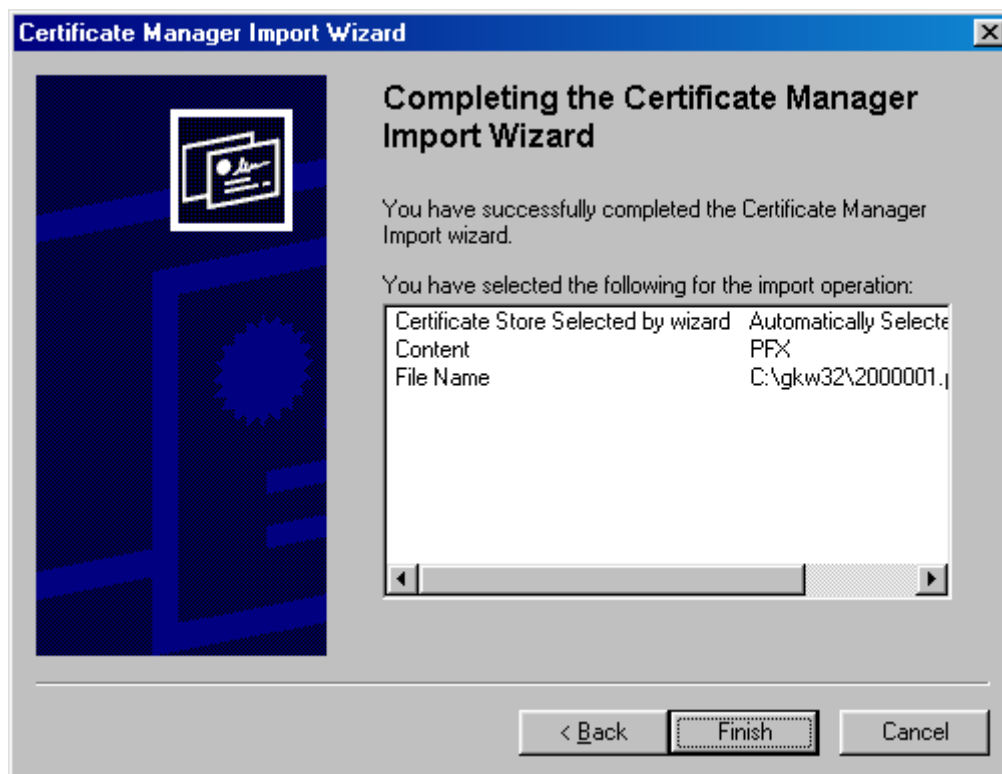 Certificate Manager Import Wizard
Completing the Certificate Manager
Import Wizard
You have successfully completed the Certificate Manager
Import wizard.
You have selected the following for the import operation:
Certificate Store Selected by wizard Automatically Selecte
Content PFX
File Name C:\gkw32\2000001.p
< Back Finish Cancel